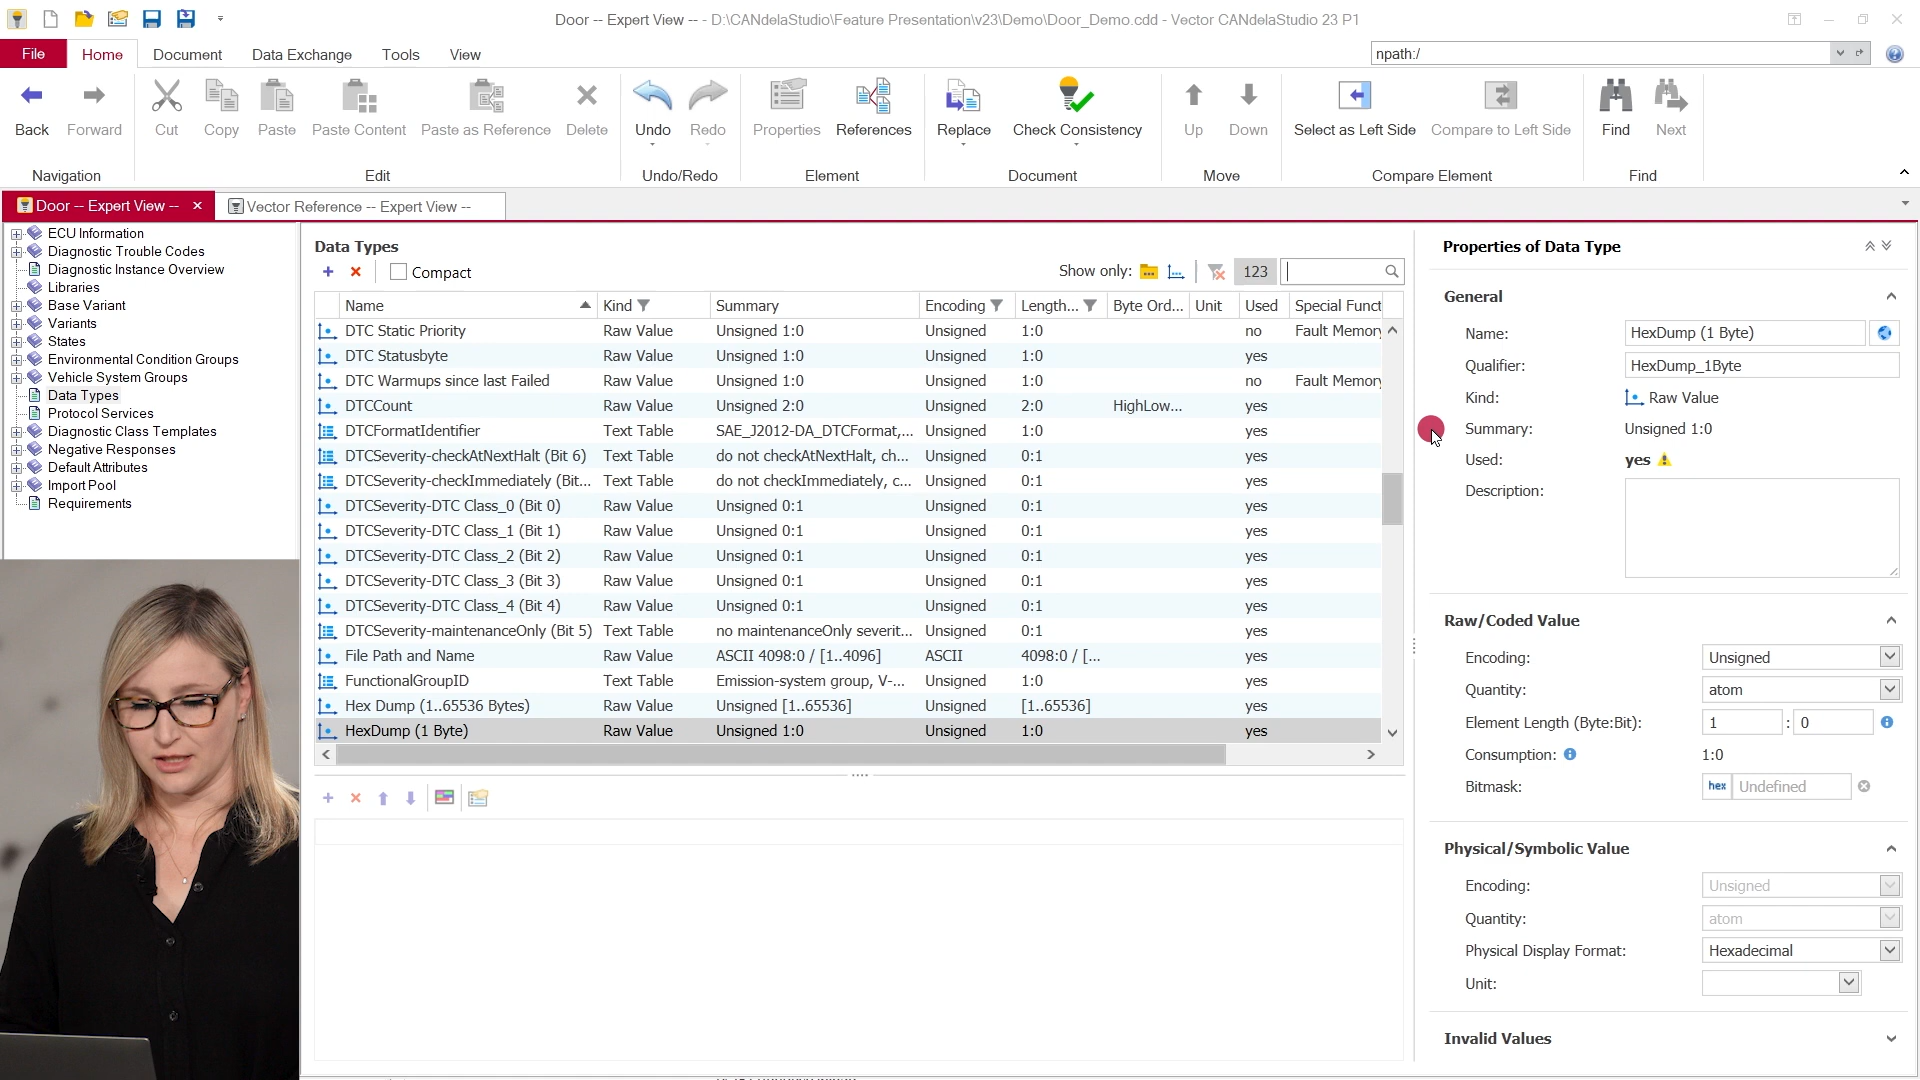 Door -- Expert View -- - D:\CANdelaStudio\Feature Presentation\v23\Demo\Door_Demo.cdd - Vector CANdelaStudio 23 P1
File Home Document Data Exchange Tools View npath:/
Back Forward Cut Copy Paste Paste Content Paste as Reference Delete Undo Redo Properties References Replace Check Consistency Up Down Select as Left Side Compare to Left Side Find Next
Navigation Edit Undo/Redo Element Document Move Compare Element Find
Door -- Expert View -- Vector Reference -- Expert View --
ECU Information
Diagnostic Trouble Codes
Diagnostic Instance Overview
Libraries
Base Variant
Variants
States
Environmental Condition Groups
Vehicle System Groups
Data Types
Protocol Services
Diagnostic Class Templates
Negative Responses
Default Attributes
Import Pool
Requirements
Data Types
Compact Show only: 123
Name Kind Summary Encoding Length... Byte Ord... Unit Used Special Funct
DTC Static Priority Raw Value Unsigned 1:0 Unsigned 1:0 no Fault Memory
DTC Statusbyte Raw Value Unsigned 1:0 Unsigned 1:0 yes
DTC Warmups since last Failed Raw Value Unsigned 1:0 Unsigned 1:0 no Fault Memory
DTCCount Raw Value Unsigned 2:0 Unsigned 2:0 HighLow... yes
DTCFormatIdentifier Text Table SAE_J2012-DA_DTCFormat,... Unsigned 1:0 yes
DTCSeverity-checkAtNextHalt (Bit 6) Text Table do not checkAtNextHalt, ch... Unsigned 0:1 yes
DTCSeverity-checkImmediately (Bit... Text Table do not checkImmediately, c... Unsigned 0:1 yes
DTCSeverity-DTC Class_0 (Bit 0) Raw Value Unsigned 0:1 Unsigned 0:1 yes
DTCSeverity-DTC Class_1 (Bit 1) Raw Value Unsigned 0:1 Unsigned 0:1 yes
DTCSeverity-DTC Class_2 (Bit 2) Raw Value Unsigned 0:1 Unsigned 0:1 yes
DTCSeverity-DTC Class_3 (Bit 3) Raw Value Unsigned 0:1 Unsigned 0:1 yes
DTCSeverity-DTC Class_4 (Bit 4) Raw Value Unsigned 0:1 Unsigned 0:1 yes
DTCSeverity-maintenanceOnly (Bit 5) Text Table no maintenanceOnly severit... Unsigned 0:1 yes
File Path and Name Raw Value ASCII 4098:0 / [1..4096] ASCII 4098:0 / [... yes
FunctionalGroupID Text Table Emission-system group, V-... Unsigned 1:0 yes
Hex Dump (1..65536 Bytes) Raw Value Unsigned [1..65536] Unsigned [1..65536] yes
HexDump (1 Byte) Raw Value Unsigned 1:0 Unsigned 1:0 yes
Properties of Data Type
General
Name: HexDump (1 Byte)
Qualifier: HexDump_1Byte
Kind: Raw Value
Summary: Unsigned 1:0
Used: yes
Description:
Raw/Coded Value
Encoding: Unsigned
Quantity: atom
Element Length (Byte:Bit): 1 : 0
Consumption: 1:0
Bitmask: hex Undefined
Physical/Symbolic Value
Encoding: Unsigned
Quantity: atom
Physical Display Format: Hexadecimal
Unit:
Invalid Values